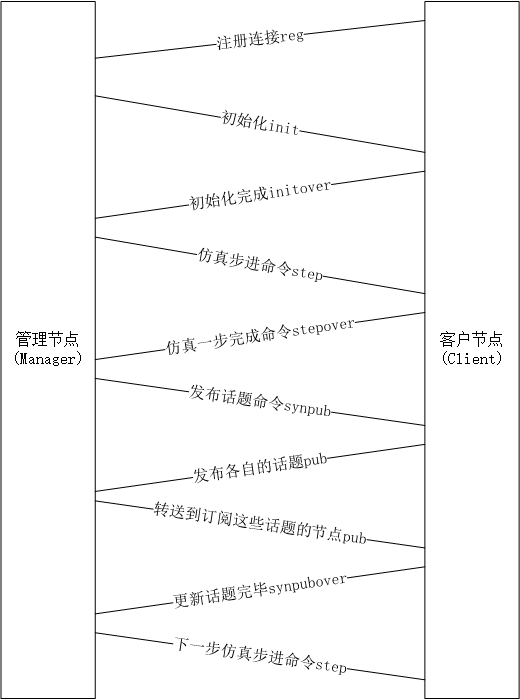 注册连接reg
初始化init
初始化完成initover
仿真步进命令step
仿真一步完成命令stepover
管理节点
(Manager)
客户节点
(Client)
发布话题命令synpub
发布各自的话题pub
转送到订阅这些话题的节点pub
更新话题完毕synpubover
下一步仿真步进命令step